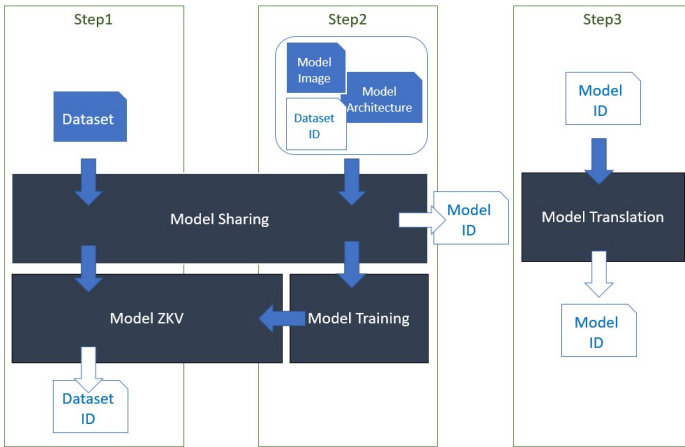 Step1
Step2
Step3
Model
Image
Model
Architecture
Dataset
ID
Dataset
Model
ID
Model Sharing
Model
ID
Model Translation
Model ZKV
Model Training
Model
ID
Dataset
ID